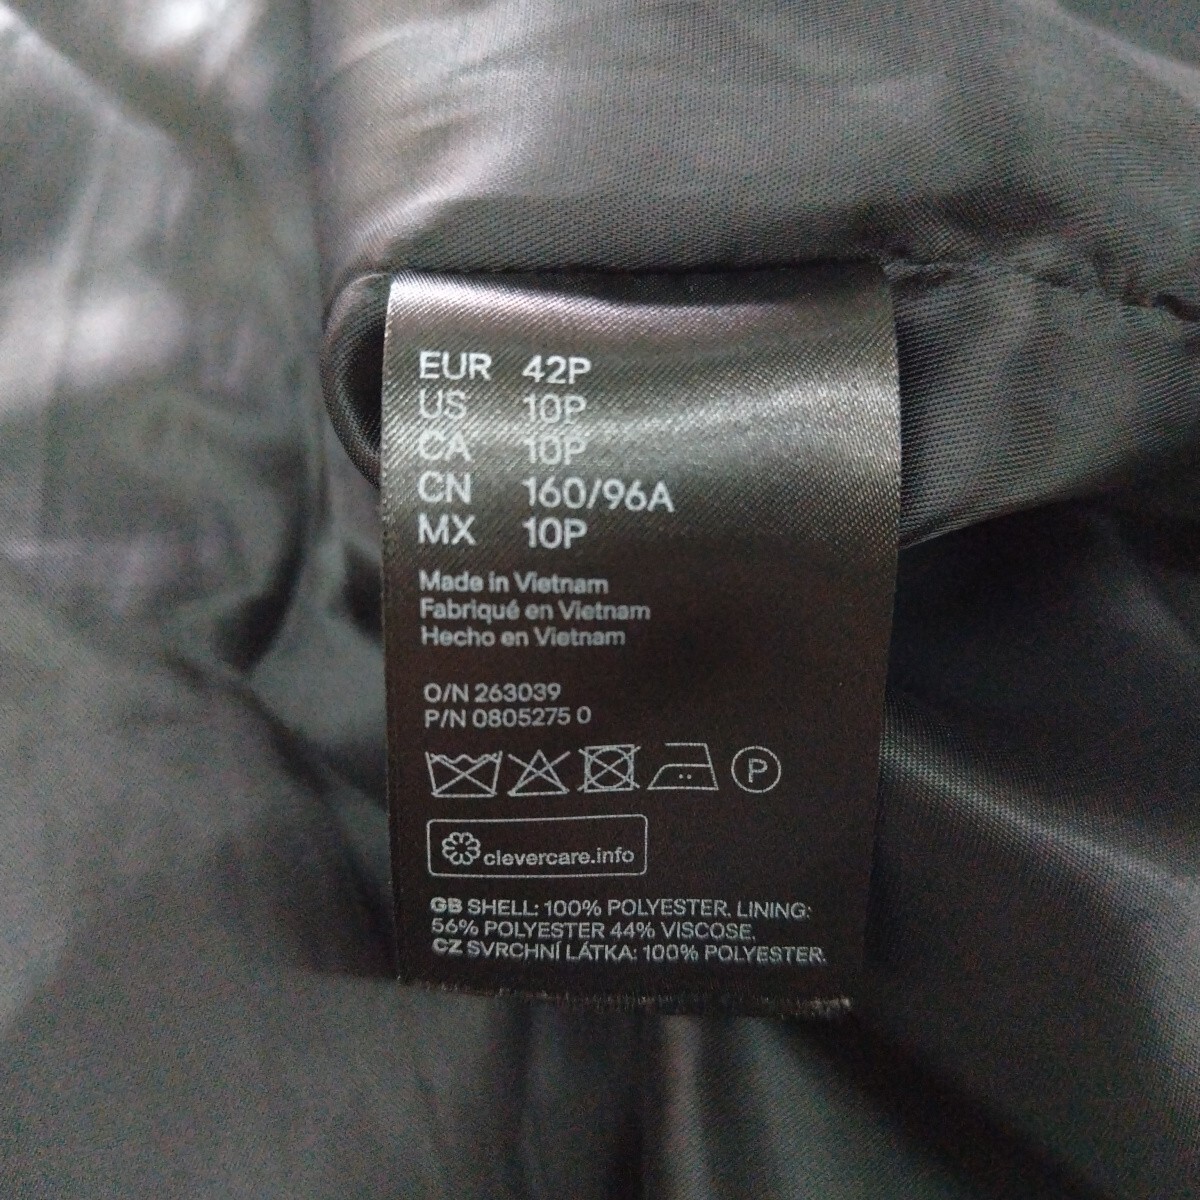 EUR 42P
US 10P
CA 10P
CN 160/96A
MX 10P
Made in Vietnam
Fabriqué en Vietnam
Hecho en Vietnam
O/N 263039
P/N 0805275 0
P
clevercare.info
GB SHELL: 100% POLYESTER. LINING:
56% POLYESTER 44% VISCOSE.
CZ SVRCHNÍ LÁTKA: 100% POLYESTER.